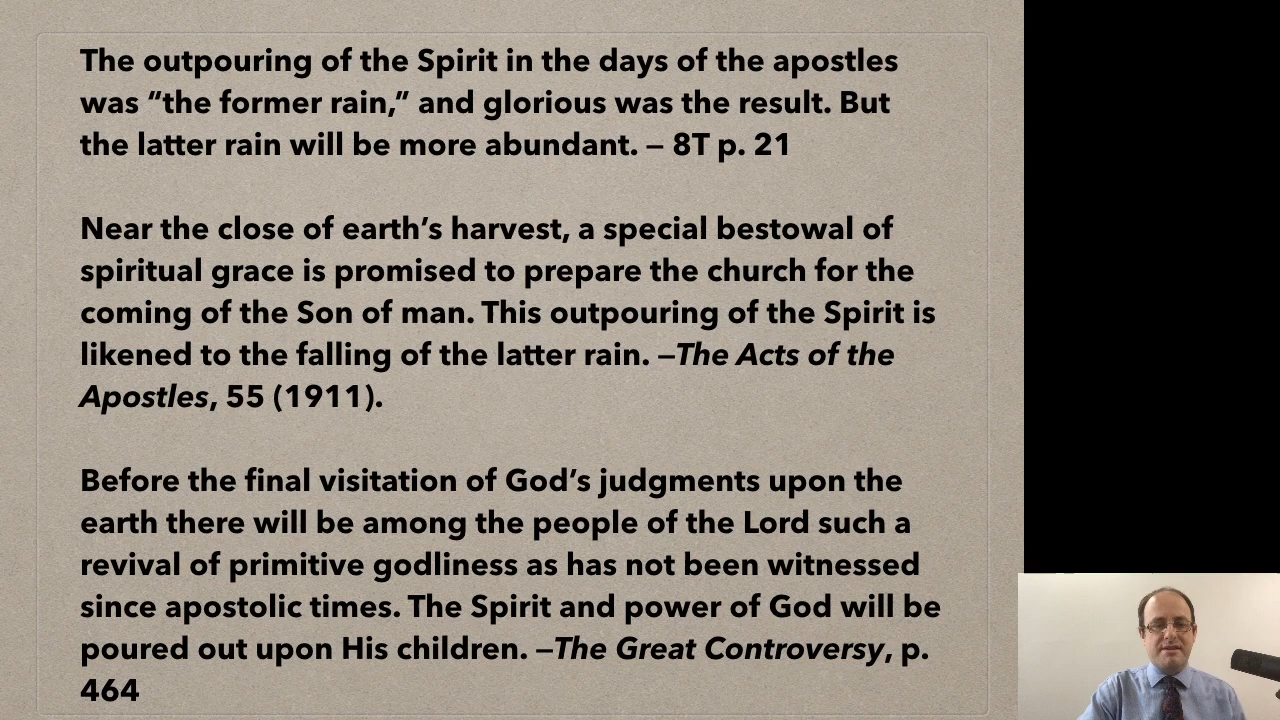 The outpouring of the Spirit in the days of the apostles
was “the former rain,” and glorious was the result. But
the latter rain will be more abundant. – 8T p. 21
Near the close of earth’s harvest, a special bestowal of
spiritual grace is promised to prepare the church for the
coming of the Son of man. This outpouring of the Spirit is
likened to the falling of the latter rain. –The Acts of the
Apostles, 55 (1911).
Before the final visitation of God’s judgments upon the
earth there will be among the people of the Lord such a
revival of primitive godliness as has not been witnessed
since apostolic times. The Spirit and power of God will be
poured out upon His children. –The Great Controversy, p.
464